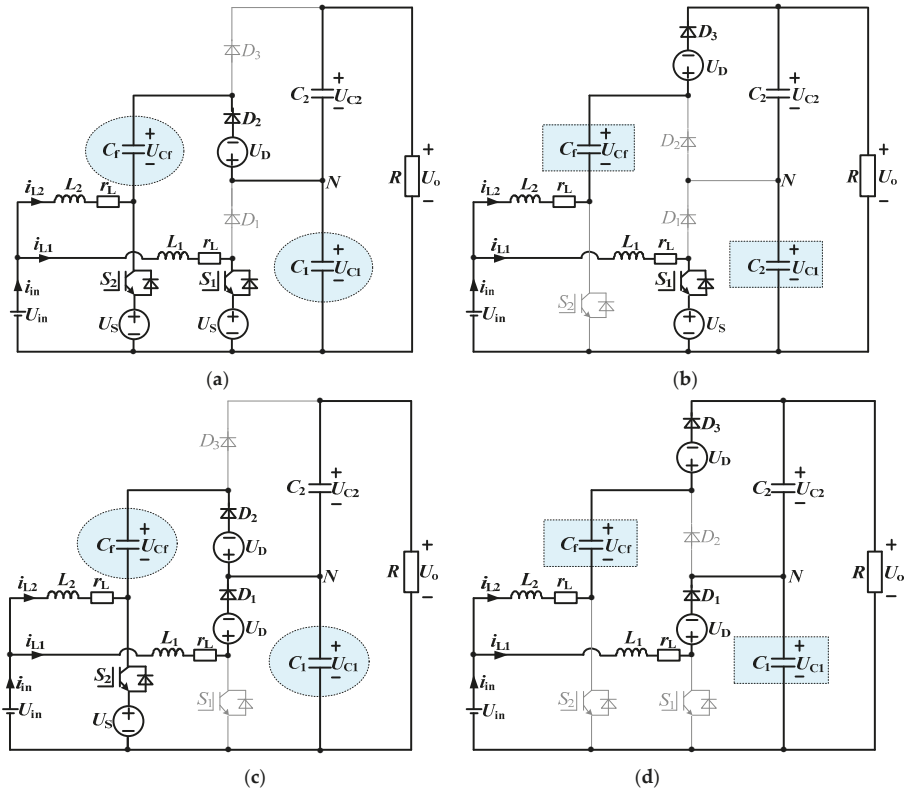 D3
C2 + UC2 −
D2
Cf + UCf −
UD
R + Uo −
N
iL2 L2 rL
D1
iL1 L1 rL
C1 + UC1 −
iin
S2 S1
Uin
US US
(a)
D3
UD
C2 + UC2 −
D2
Cf + UCf −
R + Uo −
N
iL2 L2 rL
D1
iL1 L1 rL
C2 + UC1 −
iin
S2 S1
Uin
US
(b)
D3
C2 + UC2 −
D2
Cf + UCf −
UD
R + Uo −
N
iL2 L2 rL
D1
UD
iL1 L1 rL
C1 + UC1 −
iin
S2 S1
Uin
US
(c)
D3
UD
C2 + UC2 −
D2
Cf + UCf −
R + Uo −
N
iL2 L2 rL
D1
UD
iL1 L1 rL
C1 + UC1 −
iin
S2 S1
Uin
(d)